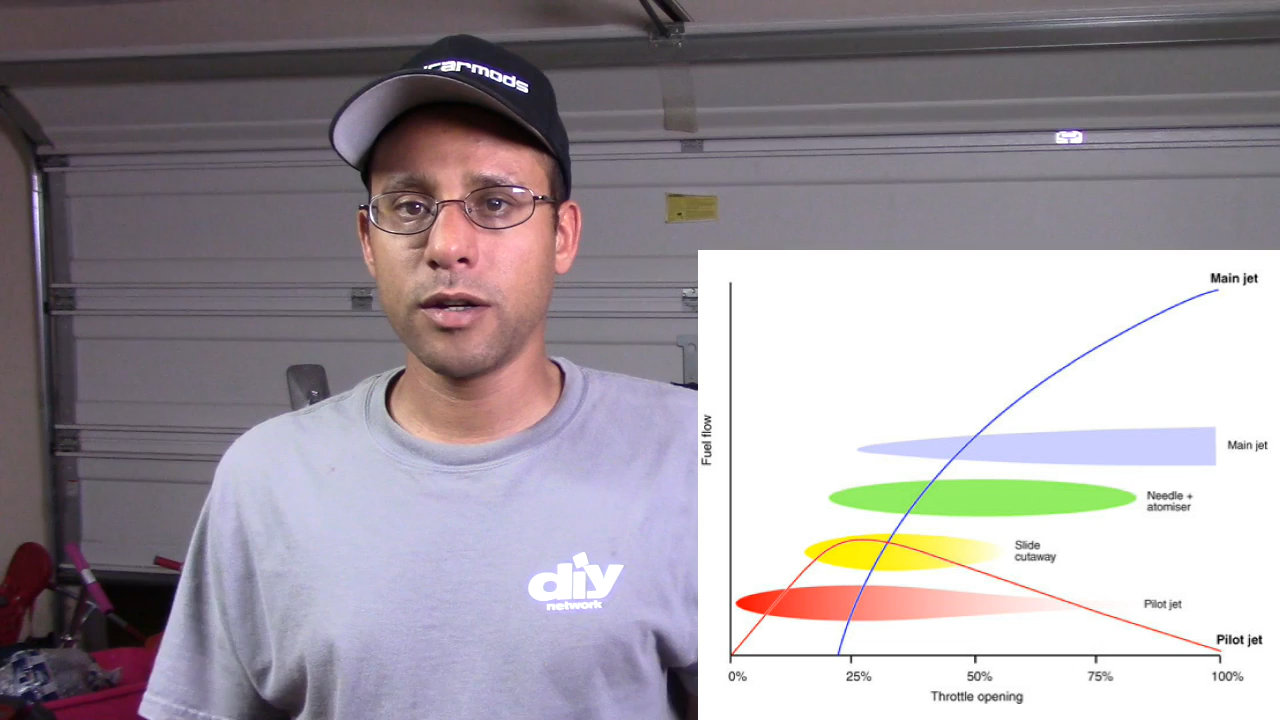 carmods
diy
network
Main jet
Main jet
Needle +
atomiser
Slide
cutaway
Pilot jet
Pilot jet
Fuel flow
0%
25%
50%
75%
100%
Throttle opening